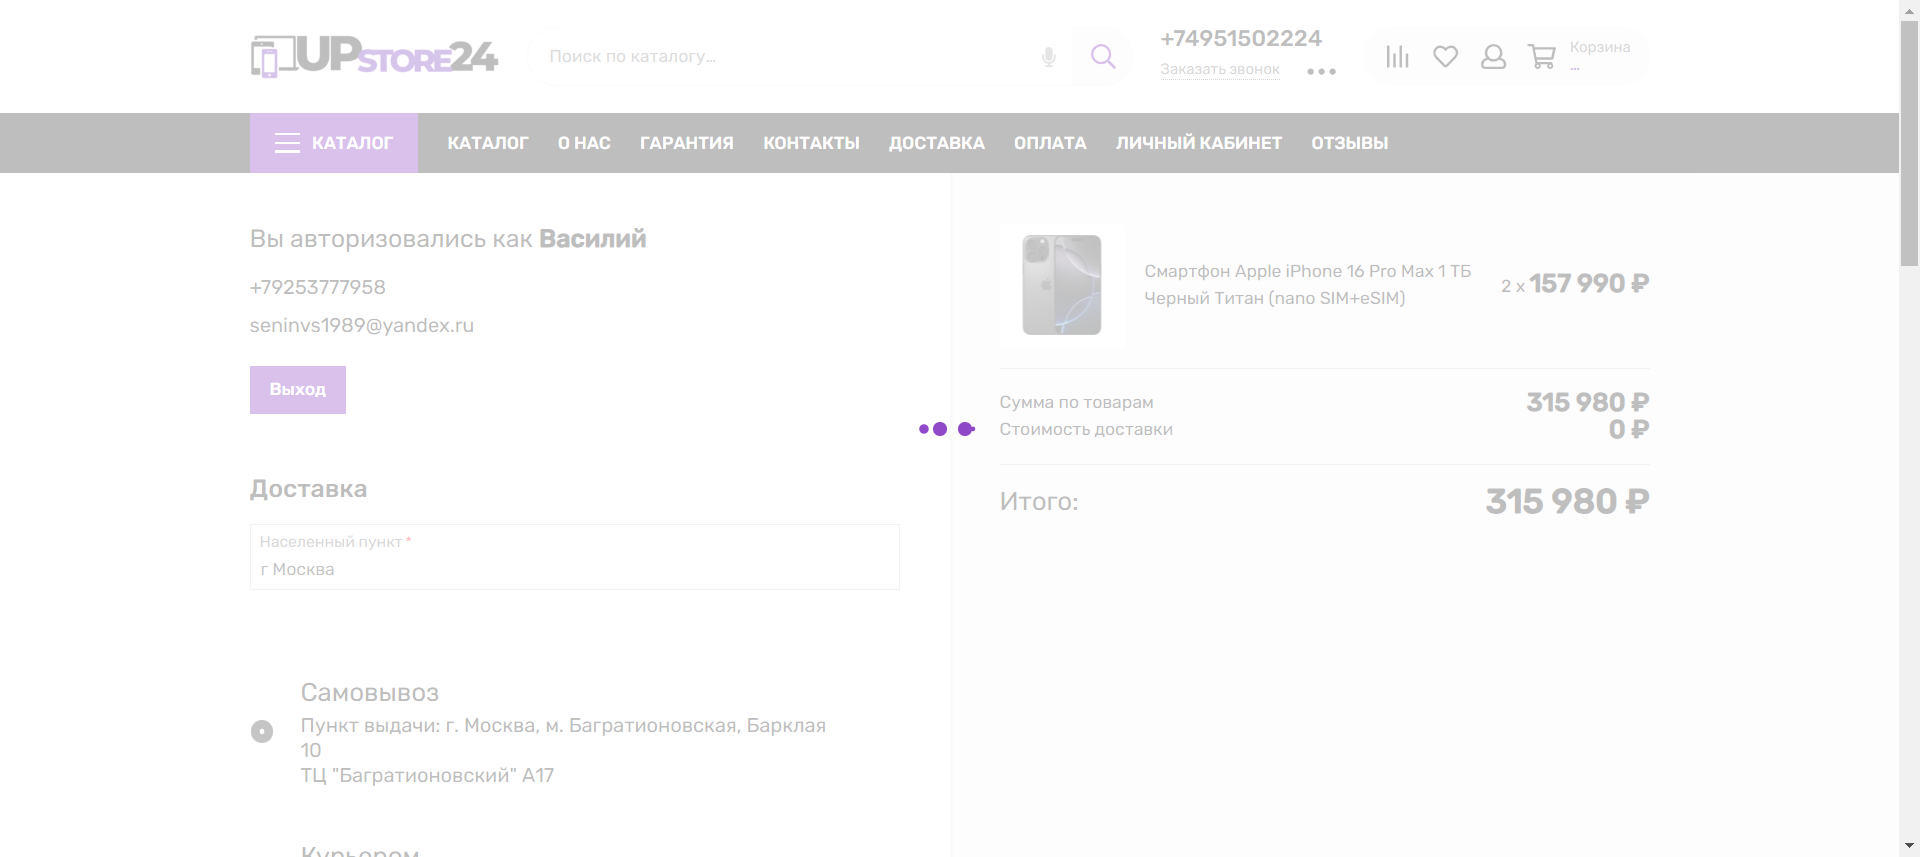 UPSTORE24
Поиск по каталогу...
+74951502224
Заказать звонок
Корзина
...
КАТАЛОГ
КАТАЛОГ
О НАС
ГАРАНТИЯ
КОНТАКТЫ
ДОСТАВКА
ОПЛАТА
ЛИЧНЫЙ КАБИНЕТ
ОТЗЫВЫ
Вы авторизовались как Василий
+79253777958
seninvs1989@yandex.ru
Выход
Доставка
Населенный пункт *
г Москва
Самовывоз
Пункт выдачи: г. Москва, м. Багратионовская, Барклая
10
ТЦ "Багратионовский" А17
Курьером
Смартфон Apple iPhone 16 Pro Max 1 ТБ
Черный Титан (nano SIM+eSIM)
2 x 157 990 ₽
Сумма по товарам
315 980 ₽
Стоимость доставки
0 ₽
Итого:
315 980 ₽